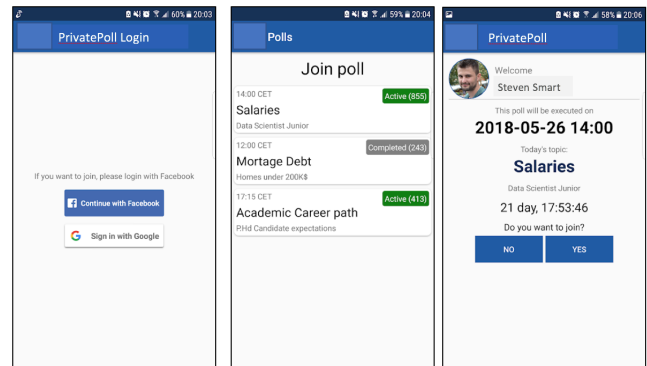 60% 20:03
PrivatePoll Login
If you want to join, please login with Facebook
Continue with Facebook
Sign in with Google
59% 20:04
Polls
Join poll
14:00 CET
Active (855)
Salaries
Data Scientist Junior
12:00 CET
Completed (243)
Mortage Debt
Homes under 200K$
17:15 CET
Active (413)
Academic Career path
P.Hd Candidate expectations
58% 20:06
PrivatePoll
Welcome
Steven Smart
This poll will be executed on
2018-05-26 14:00
Today's topic:
Salaries
Data Scientist Junior
21 day, 17:53:46
Do you want to join?
NO
YES